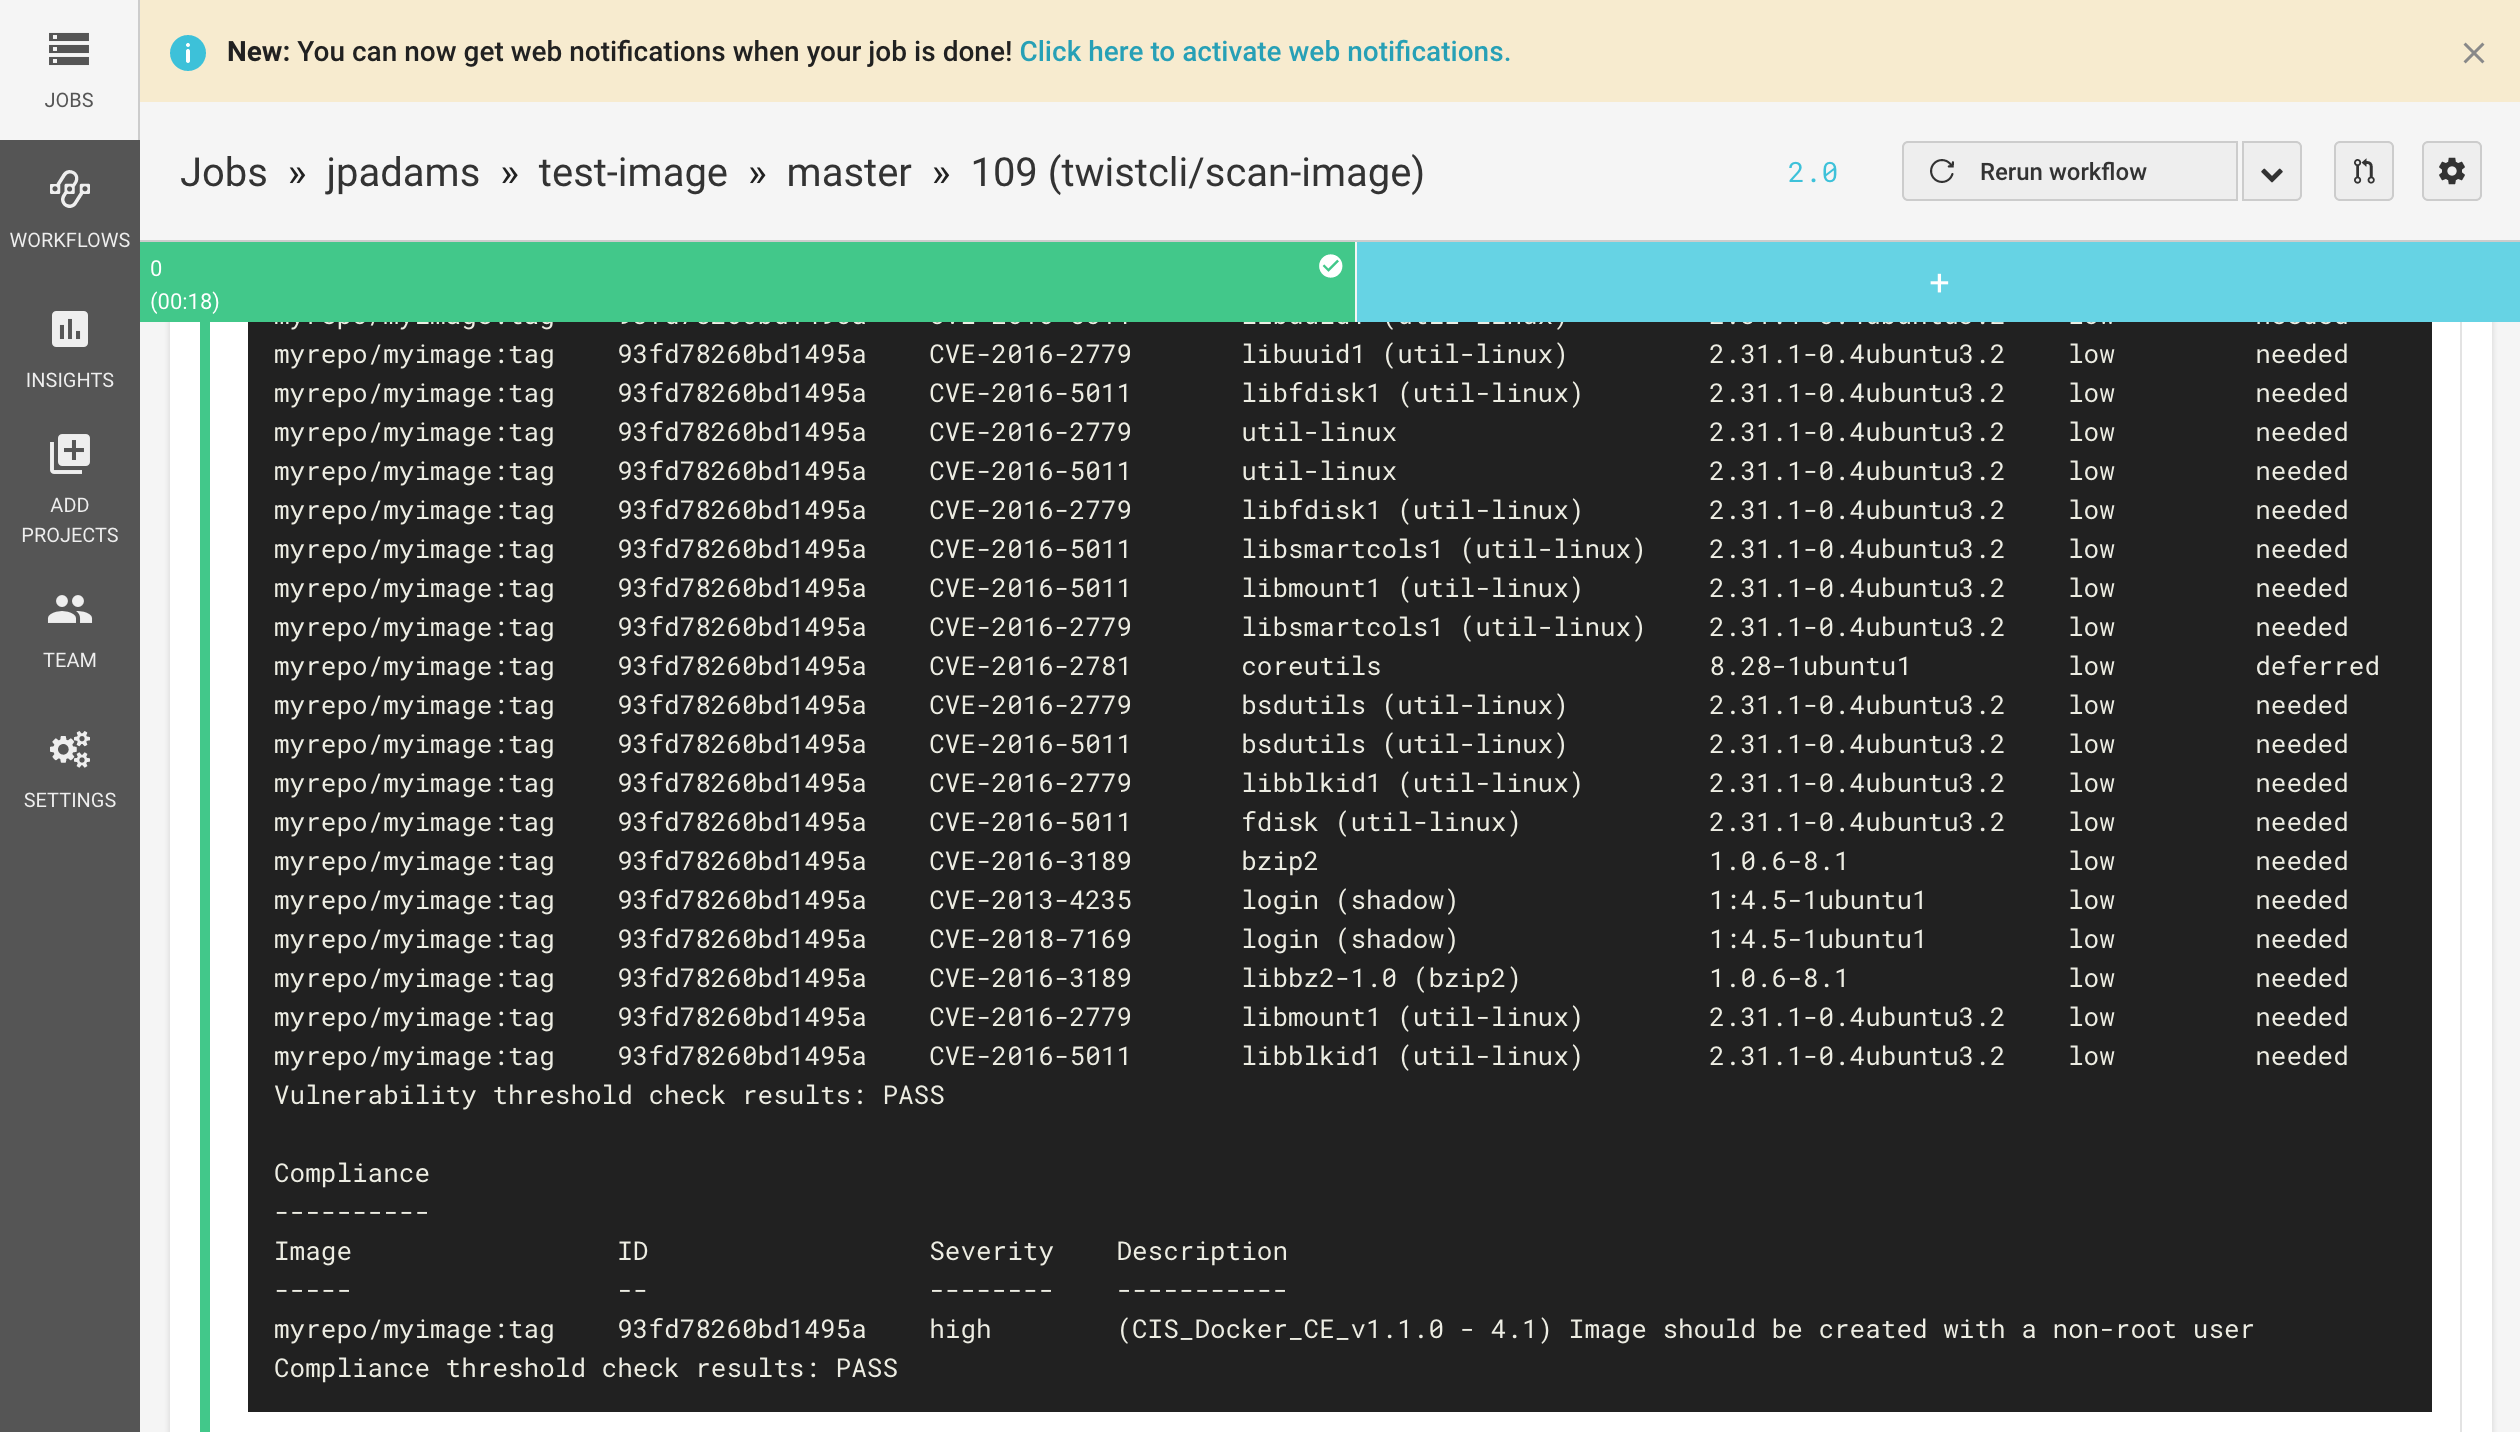 JOBS
WORKFLOWS
INSIGHTS
ADD
PROJECTS
TEAM
SETTINGS
New: You can now get web notifications when your job is done! Click here to activate web notifications.
Jobs » jpadams » test-image » master » 109 (twistcli/scan-image)
2.0
Rerun workflow
0
(00:18)
+
myrepo/myimage:tag 93fd78260bd1495a CVE-2016-2779 libuuid1 (util-linux) 2.31.1-0.4ubuntu3.2 low needed
myrepo/myimage:tag 93fd78260bd1495a CVE-2016-5011 libfdisk1 (util-linux) 2.31.1-0.4ubuntu3.2 low needed
myrepo/myimage:tag 93fd78260bd1495a CVE-2016-2779 util-linux 2.31.1-0.4ubuntu3.2 low needed
myrepo/myimage:tag 93fd78260bd1495a CVE-2016-5011 util-linux 2.31.1-0.4ubuntu3.2 low needed
myrepo/myimage:tag 93fd78260bd1495a CVE-2016-2779 libfdisk1 (util-linux) 2.31.1-0.4ubuntu3.2 low needed
myrepo/myimage:tag 93fd78260bd1495a CVE-2016-5011 libsmartcols1 (util-linux) 2.31.1-0.4ubuntu3.2 low needed
myrepo/myimage:tag 93fd78260bd1495a CVE-2016-5011 libmount1 (util-linux) 2.31.1-0.4ubuntu3.2 low needed
myrepo/myimage:tag 93fd78260bd1495a CVE-2016-2779 libsmartcols1 (util-linux) 2.31.1-0.4ubuntu3.2 low needed
myrepo/myimage:tag 93fd78260bd1495a CVE-2016-2781 coreutils 8.28-1ubuntu1 low deferred
myrepo/myimage:tag 93fd78260bd1495a CVE-2016-2779 bsdutils (util-linux) 2.31.1-0.4ubuntu3.2 low needed
myrepo/myimage:tag 93fd78260bd1495a CVE-2016-5011 bsdutils (util-linux) 2.31.1-0.4ubuntu3.2 low needed
myrepo/myimage:tag 93fd78260bd1495a CVE-2016-2779 libblkid1 (util-linux) 2.31.1-0.4ubuntu3.2 low needed
myrepo/myimage:tag 93fd78260bd1495a CVE-2016-5011 fdisk (util-linux) 2.31.1-0.4ubuntu3.2 low needed
myrepo/myimage:tag 93fd78260bd1495a CVE-2016-3189 bzip2 1.0.6-8.1 low needed
myrepo/myimage:tag 93fd78260bd1495a CVE-2013-4235 login (shadow) 1:4.5-1ubuntu1 low needed
myrepo/myimage:tag 93fd78260bd1495a CVE-2018-7169 login (shadow) 1:4.5-1ubuntu1 low needed
myrepo/myimage:tag 93fd78260bd1495a CVE-2016-3189 libbz2-1.0 (bzip2) 1.0.6-8.1 low needed
myrepo/myimage:tag 93fd78260bd1495a CVE-2016-2779 libmount1 (util-linux) 2.31.1-0.4ubuntu3.2 low needed
myrepo/myimage:tag 93fd78260bd1495a CVE-2016-5011 libblkid1 (util-linux) 2.31.1-0.4ubuntu3.2 low needed
Vulnerability threshold check results: PASS
Compliance
----------
Image ID Severity Description
----- -- -------- -----------
myrepo/myimage:tag 93fd78260bd1495a high (CIS_Docker_CE_v1.1.0 - 4.1) Image should be created with a non-root user
Compliance threshold check results: PASS